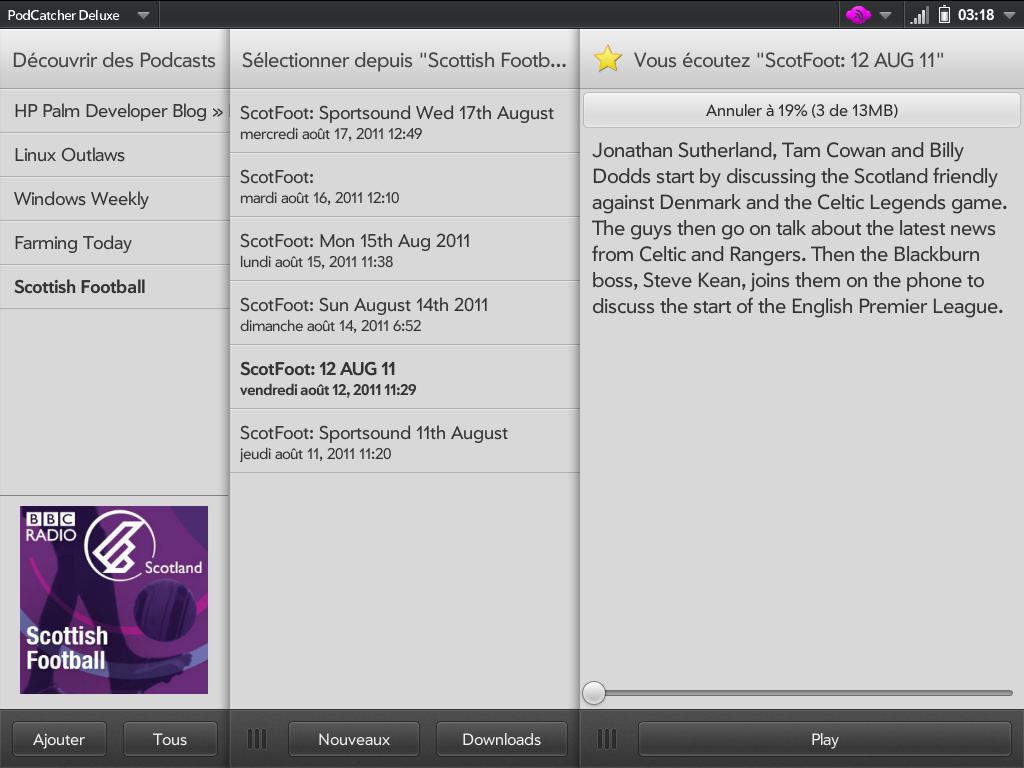 PodCatcher Deluxe
03:18
Découvrir des Podcasts
HP Palm Developer Blog »
Linux Outlaws
Windows Weekly
Farming Today
Scottish Football
BBC
RADIO
Scotland
Scottish
Football
Ajouter
Tous
Sélectionner depuis "Scottish Footb...
ScotFoot: Sportsound Wed 17th August
mercredi août 17, 2011 12:49
ScotFoot:
mardi août 16, 2011 12:10
ScotFoot: Mon 15th Aug 2011
lundi août 15, 2011 11:38
ScotFoot: Sun August 14th 2011
dimanche août 14, 2011 6:52
ScotFoot: 12 AUG 11
vendredi août 12, 2011 11:29
ScotFoot: Sportsound 11th August
jeudi août 11, 2011 11:20
Nouveaux
Downloads
Vous écoutez "ScotFoot: 12 AUG 11"
Annuler à 19% (3 de 13MB)
Jonathan Sutherland, Tam Cowan and Billy
Dodds start by discussing the Scotland friendly
against Denmark and the Celtic Legends game.
The guys then go on talk about the latest news
from Celtic and Rangers. Then the Blackburn
boss, Steve Kean, joins them on the phone to
discuss the start of the English Premier League.
Play